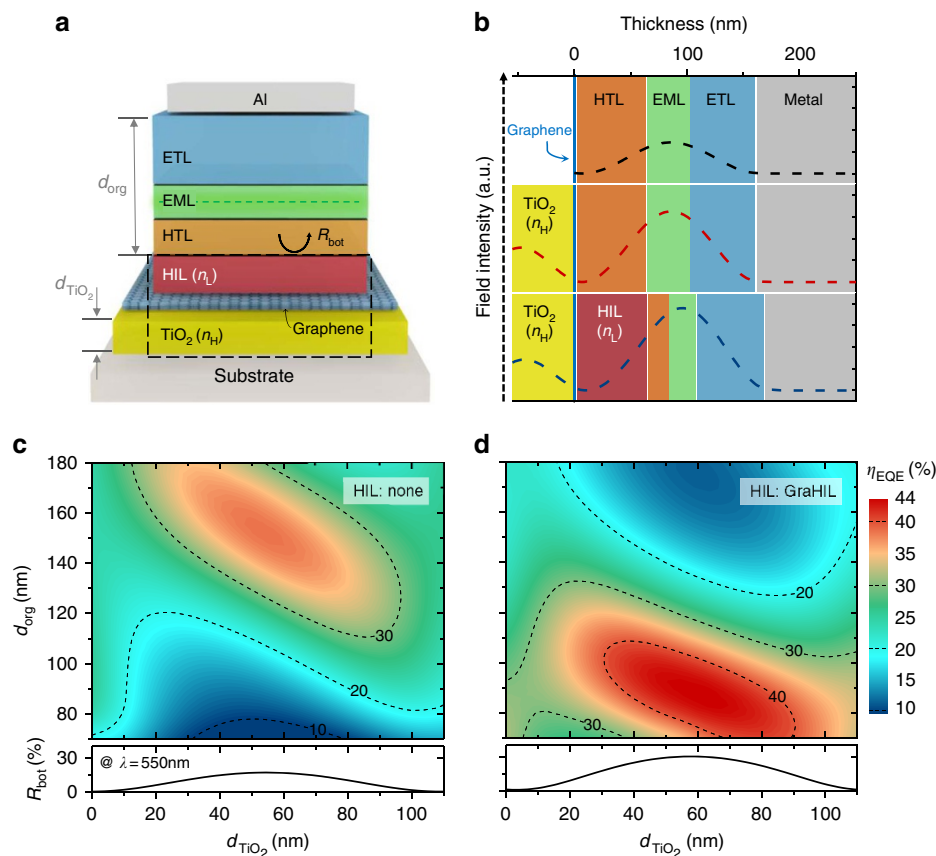 a
Al
ETL
d_org
EML
HTL
R_bot
HIL (n_L)
d_TiO₂
Graphene
TiO₂ (n_H)
Substrate
b
Thickness (nm)
0 100 200
HTL EML ETL Metal
Graphene
Field intensity (a.u.)
TiO₂
(n_H)
TiO₂
(n_H)
HIL
(n_L)
c
180
160
140
120
100
80
d_org (nm)
HIL: none
30
20
10
R_bot (%)
30
0
@ λ=550nm
0 20 40 60 80 100
d_TiO₂ (nm)
d
HIL: GraHIL
20
30
40
30
0 20 40 60 80 100
d_TiO₂ (nm)
η_EQE (%)
44
40
35
30
25
20
15
10